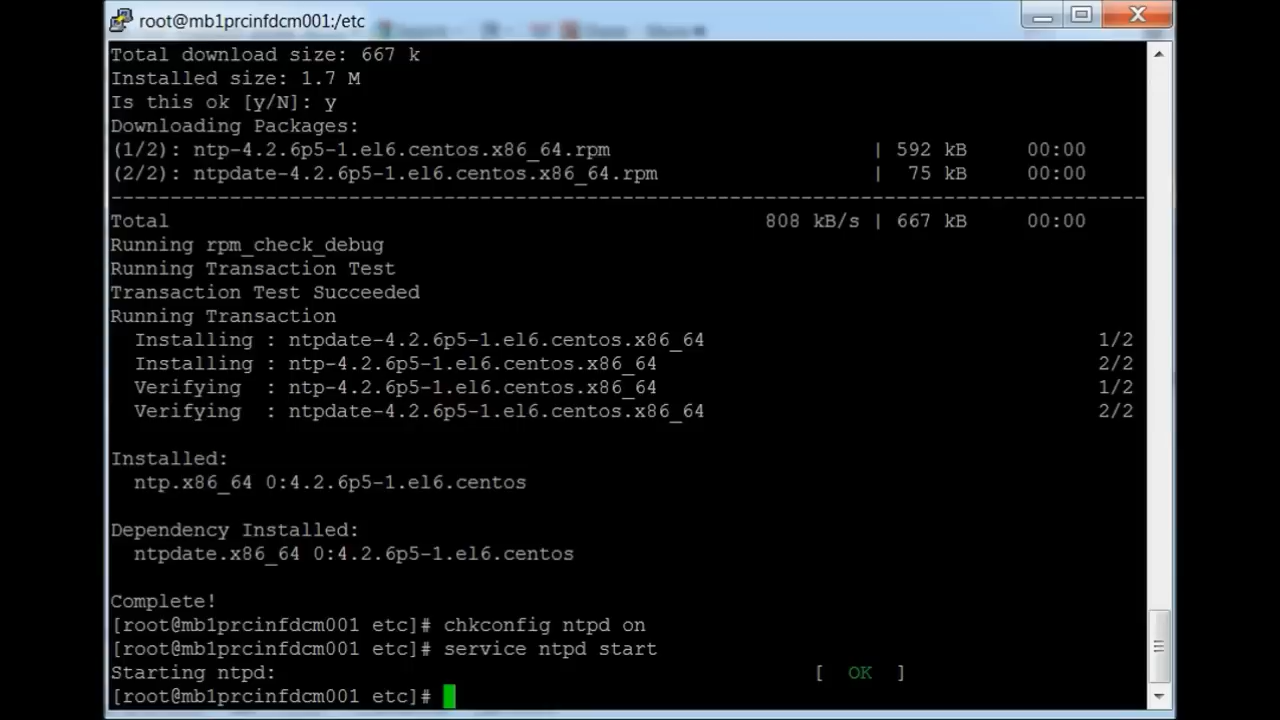 root@mb1prcinfdcm001:/etc
Total download size: 667 k
Installed size: 1.7 M
Is this ok [y/N]: y
Downloading Packages:
(1/2): ntp-4.2.6p5-1.el6.centos.x86_64.rpm | 592 kB 00:00
(2/2): ntpdate-4.2.6p5-1.el6.centos.x86_64.rpm | 75 kB 00:00
--------------------------------------------------------------------------------
Total 808 kB/s | 667 kB 00:00
Running rpm_check_debug
Running Transaction Test
Transaction Test Succeeded
Running Transaction
Installing : ntpdate-4.2.6p5-1.el6.centos.x86_64 1/2
Installing : ntp-4.2.6p5-1.el6.centos.x86_64 2/2
Verifying : ntp-4.2.6p5-1.el6.centos.x86_64 1/2
Verifying : ntpdate-4.2.6p5-1.el6.centos.x86_64 2/2
Installed:
ntp.x86_64 0:4.2.6p5-1.el6.centos
Dependency Installed:
ntpdate.x86_64 0:4.2.6p5-1.el6.centos
Complete!
[root@mb1prcinfdcm001 etc]# chkconfig ntpd on
[root@mb1prcinfdcm001 etc]# service ntpd start
Starting ntpd: [ OK ]
[root@mb1prcinfdcm001 etc]#